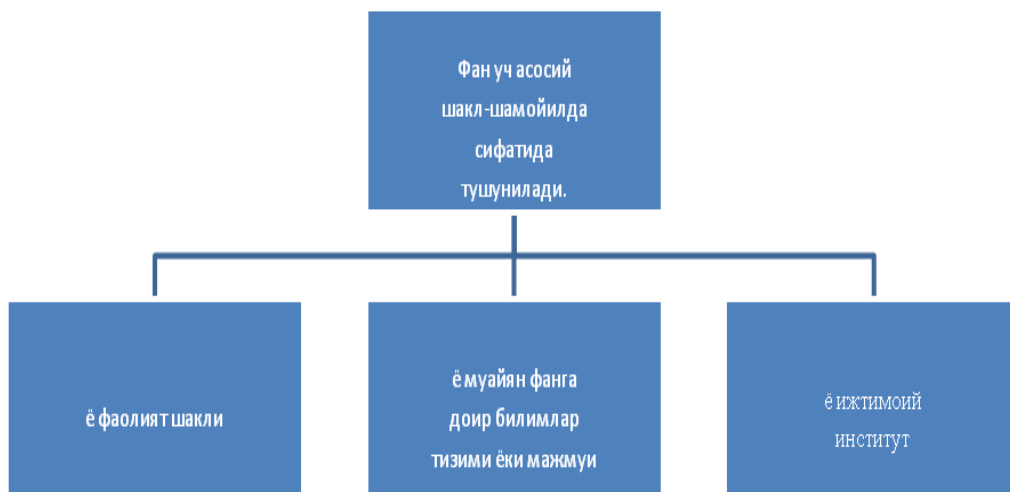 Фан уч асосий
шакл-шамойилда
сифатида
тушунилади.
ё фаолият шакли
ё муайян фанга
доир билимлар
тизими ёки мажмуи
ё ижтимоий
институт